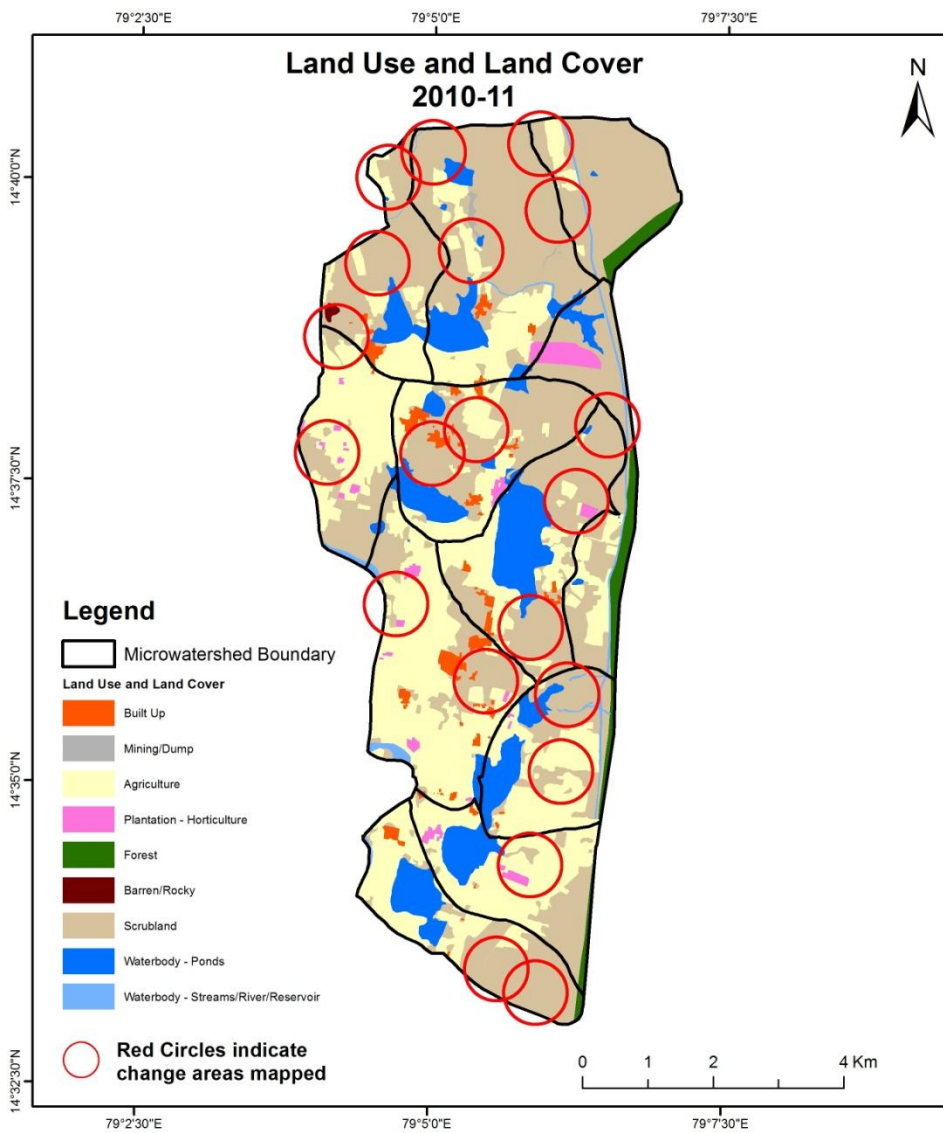 79°2'30"E 79°5'0"E 79°7'30"E
Land Use and Land Cover
2010-11
N
14°40'0"N
14°37'30"N
14°35'0"N
14°32'30"N
Legend
Microwatershed Boundary
Land Use and Land Cover
Built Up
Mining/Dump
Agriculture
Plantation - Horticulture
Forest
Barren/Rocky
Scrubland
Waterbody - Ponds
Waterbody - Streams/River/Reservoir
Red Circles indicate
change areas mapped
0 1 2 4 Km
79°2'30"E 79°5'0"E 79°7'30"E